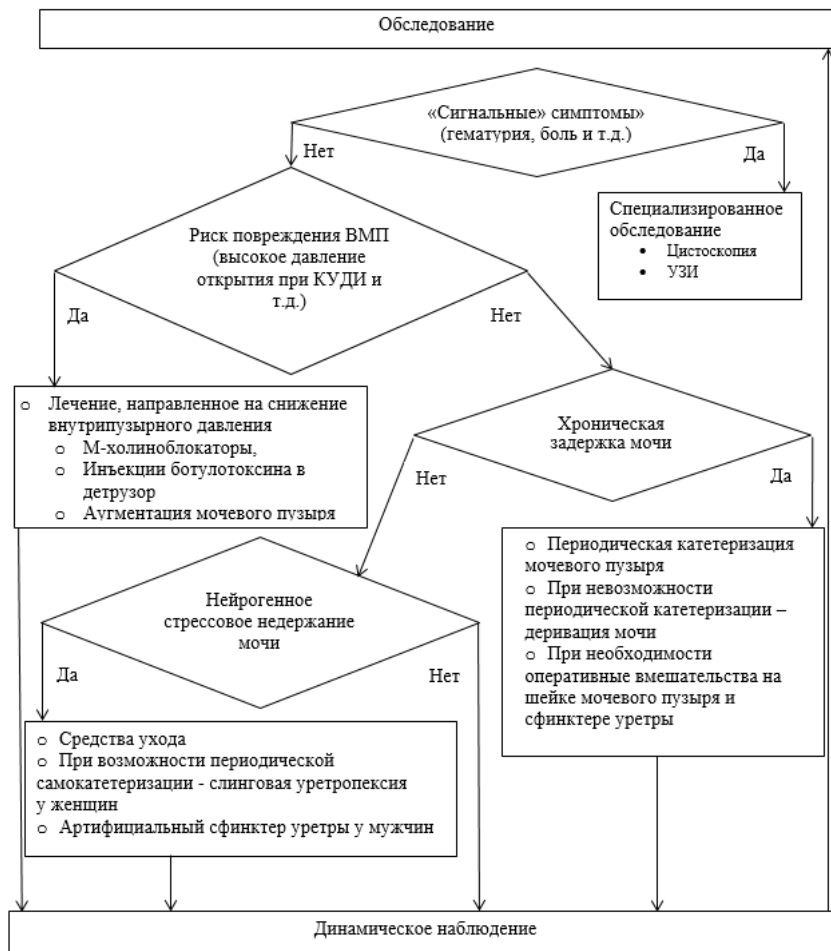 Обследование
«Сигнальные» симптомы»
(гематурия, боль и т.д.)
Нет
Да
Специализированное
обследование
• Цистоскопия
• УЗИ
Риск повреждения ВМП
(высокое давление
открытия при КУДИ и
т.д.)
Да
Нет
o Лечение, направленное на снижение
внутрипузырного давления
o М-холиноблокаторы,
o Инъекции ботулотоксина в
детрузор
o Аугментация мочевого пузыря
Хроническая
задержка мочи
Нет
Да
o Периодическая катетеризация
мочевого пузыря
o При невозможности
периодической катетеризации –
деривация мочи
o При необходимости
оперативные вмешательства на
шейке мочевого пузыря и
сфинктере уретры
Нейрогенное
стрессовое недержание
мочи
Да
Нет
o Средства ухода
o При возможности периодической
самокатетеризации - слинговая уретропексия
у женщин
o Артифициальный сфинктер уретры у мужчин
Динамическое наблюдение